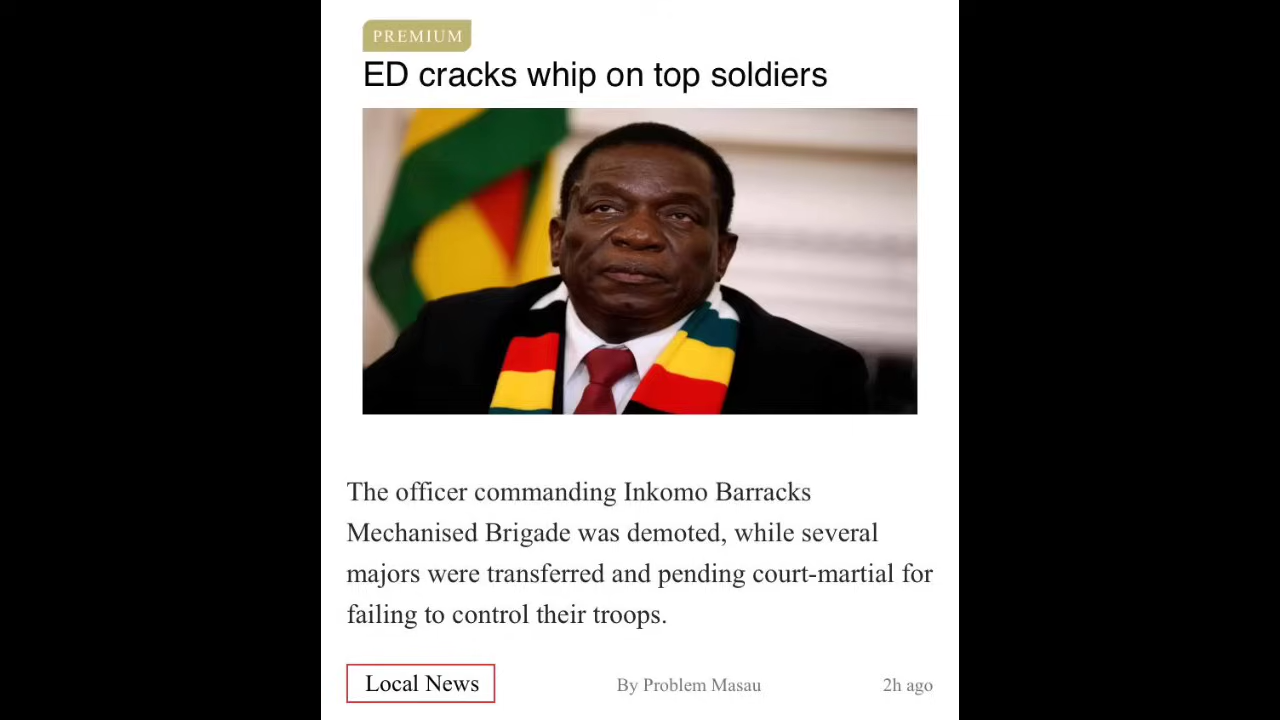 PREMIUM
ED cracks whip on top soldiers
The officer commanding Inkomo Barracks
Mechanised Brigade was demoted, while several
majors were transferred and pending court-martial for
failing to control their troops.
Local News
By Problem Masau
2h ago